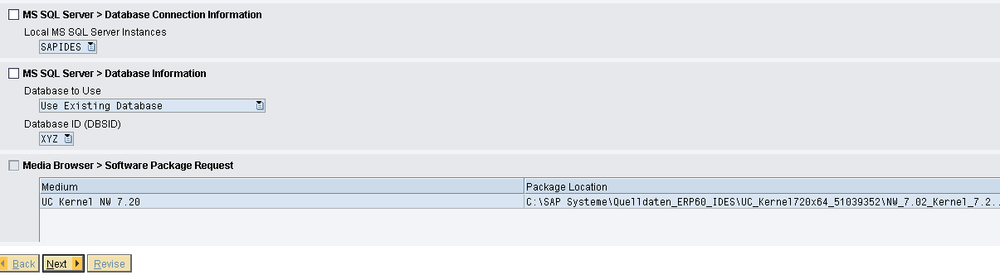 MS SQL Server > Database Connection Information
Local MS SQL Server Instances
SAPIDES
MS SQL Server > Database Information
Database to Use
Use Existing Database
Database ID (DBSID)
XYZ
Media Browser > Software Package Request
Medium Package Location
UC Kernel NW 7.20 C:\SAP Systeme\Quelldaten_ERP60_IDES\UC_Kernel720x64_51039352\NW_7.02_Kernel_7.2..
Back Next Revise